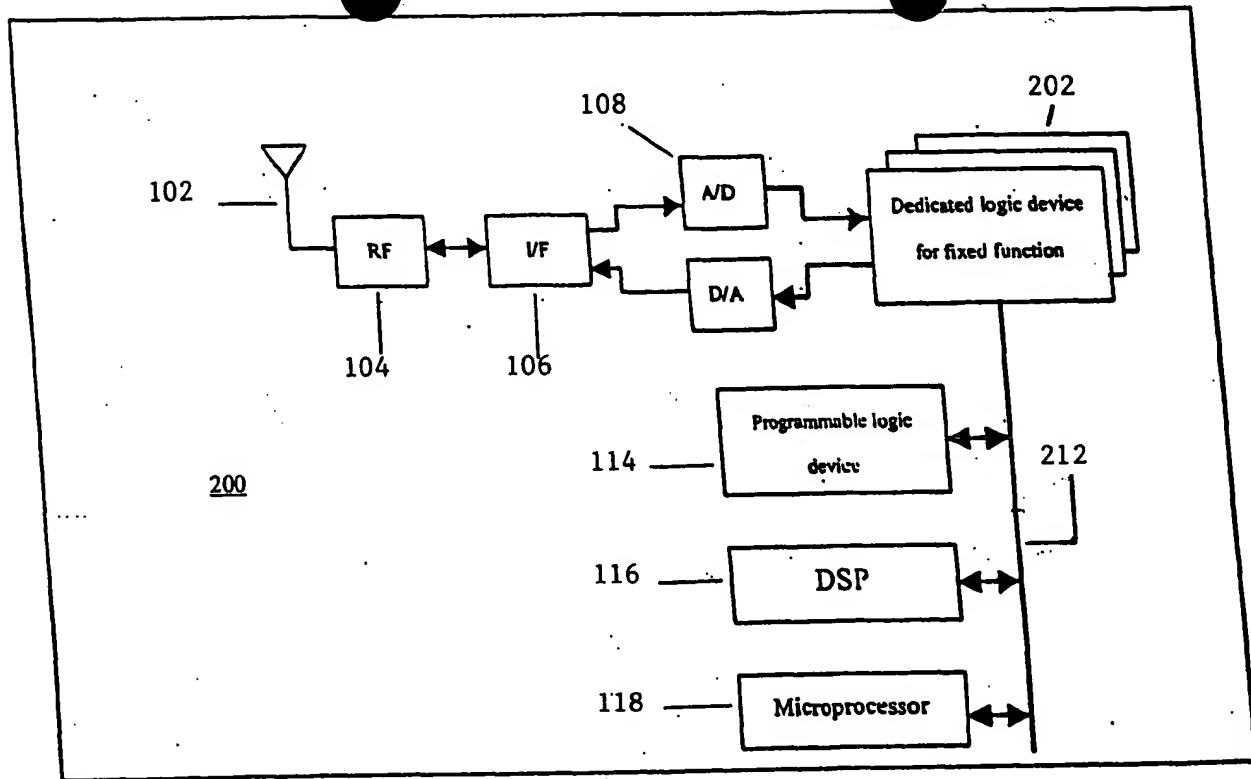 202
108
102
A/D
Dedicated logic device
for fixed function
RF
I/F
D/A
104
106
Programmable logic
device
114
212
200
116
DSP
118
Microprocessor